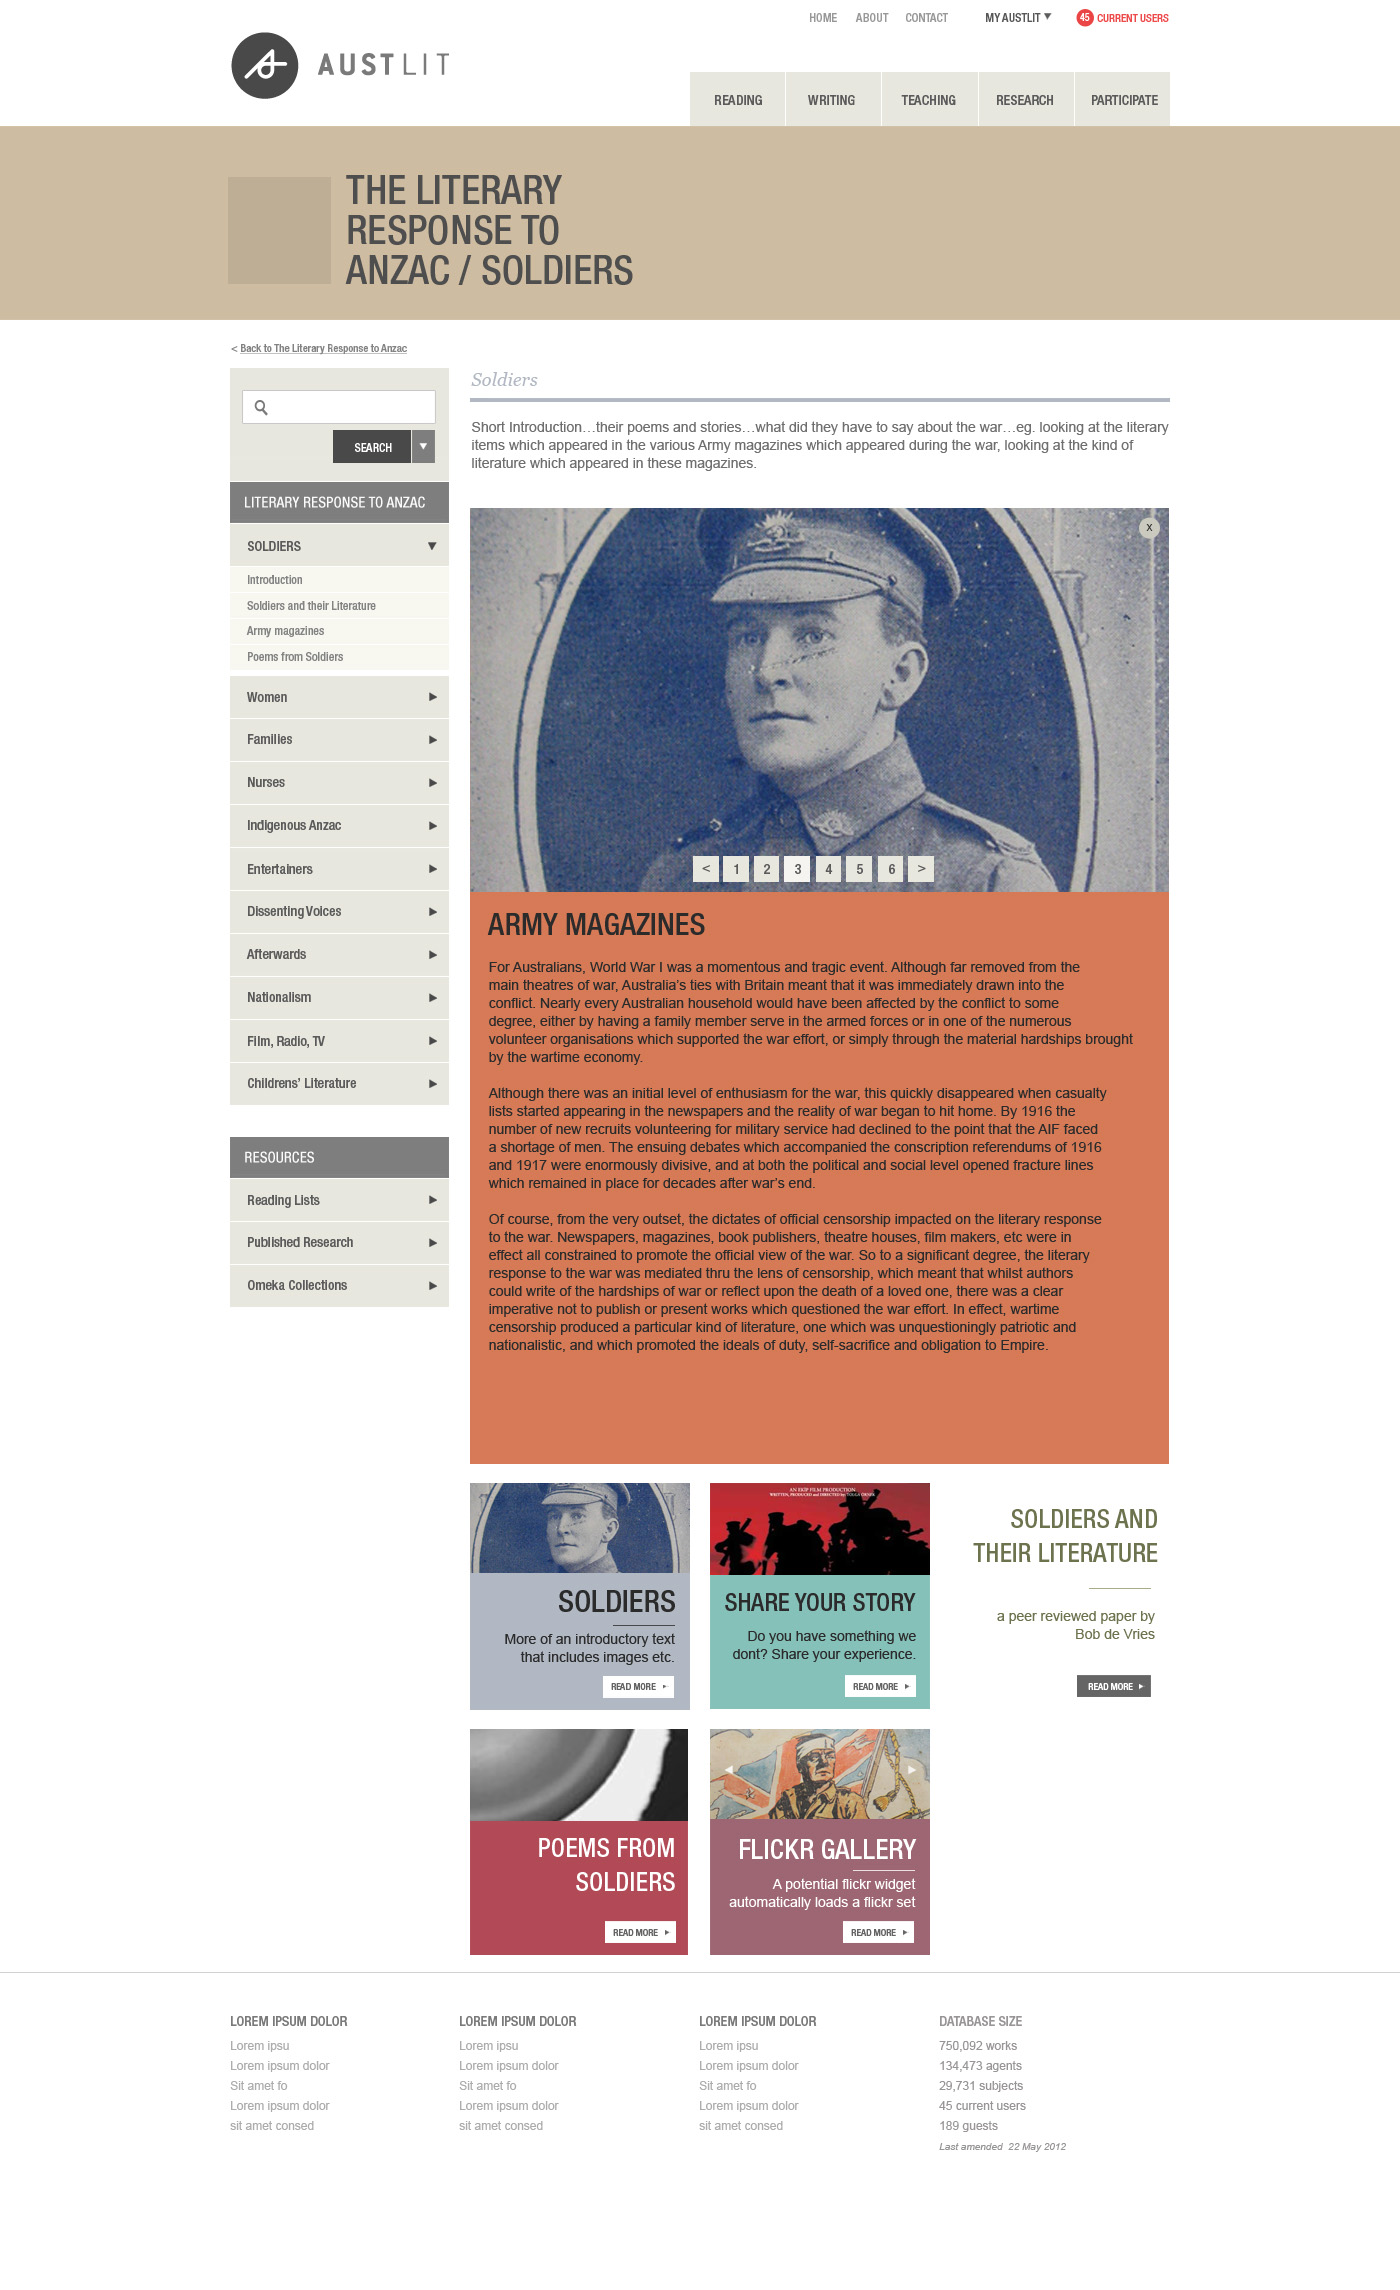 HOME ABOUT CONTACT MY AUSTLIT 45 CURRENT USERS
AUSTLIT
READING WRITING TEACHING RESEARCH PARTICIPATE
THE LITERARY
RESPONSE TO
ANZAC / SOLDIERS
< Back to The Literary Response to Anzac
SEARCH
LITERARY RESPONSE TO ANZAC
SOLDIERS
Introduction
Soldiers and their Literature
Army magazines
Poems from Soldiers
Women
Families
Nurses
Indigenous Anzac
Entertainers
Dissenting Voices
Afterwards
Nationalism
Film, Radio, TV
Childrens’ Literature
RESOURCES
Reading Lists
Published Research
Omeka Collections
Soldiers
Short Introduction…their poems and stories…what did they have to say about the war…eg. looking at the literary
items which appeared in the various Army magazines which appeared during the war, looking at the kind of
literature which appeared in these magazines.
x
< 1 2 3 4 5 6 >
ARMY MAGAZINES
For Australians, World War I was a momentous and tragic event. Although far removed from the
main theatres of war, Australia’s ties with Britain meant that it was immediately drawn into the
conflict. Nearly every Australian household would have been affected by the conflict to some
degree, either by having a family member serve in the armed forces or in one of the numerous
volunteer organisations which supported the war effort, or simply through the material hardships brought
by the wartime economy.
Although there was an initial level of enthusiasm for the war, this quickly disappeared when casualty
lists started appearing in the newspapers and the reality of war began to hit home. By 1916 the
number of new recruits volunteering for military service had declined to the point that the AIF faced
a shortage of men. The ensuing debates which accompanied the conscription referendums of 1916
and 1917 were enormously divisive, and at both the political and social level opened fracture lines
which remained in place for decades after war’s end.
Of course, from the very outset, the dictates of official censorship impacted on the literary response
to the war. Newspapers, magazines, book publishers, theatre houses, film makers, etc were in
effect all constrained to promote the official view of the war. So to a significant degree, the literary
response to the war was mediated thru the lens of censorship, which meant that whilst authors
could write of the hardships of war or reflect upon the death of a loved one, there was a clear
imperative not to publish or present works which questioned the war effort. In effect, wartime
censorship produced a particular kind of literature, one which was unquestioningly patriotic and
nationalistic, and which promoted the ideals of duty, self-sacrifice and obligation to Empire.
SOLDIERS
More of an introductory text
that includes images etc.
READ MORE
AN EKIP FILM PRODUCTION
WRITTEN, PRODUCED and DIRECTED by TOLGA ORNEK
SHARE YOUR STORY
Do you have something we
dont? Share your experience.
READ MORE
SOLDIERS AND
THEIR LITERATURE
a peer reviewed paper by
Bob de Vries
READ MORE
POEMS FROM
SOLDIERS
READ MORE
FLICKR GALLERY
A potential flickr widget
automatically loads a flickr set
READ MORE
LOREM IPSUM DOLOR
Lorem ipsu
Lorem ipsum dolor
Sit amet fo
Lorem ipsum dolor
sit amet consed
LOREM IPSUM DOLOR
Lorem ipsu
Lorem ipsum dolor
Sit amet fo
Lorem ipsum dolor
sit amet consed
LOREM IPSUM DOLOR
Lorem ipsu
Lorem ipsum dolor
Sit amet fo
Lorem ipsum dolor
sit amet consed
DATABASE SIZE
750,092 works
134,473 agents
29,731 subjects
45 current users
189 guests
Last amended 22 May 2012